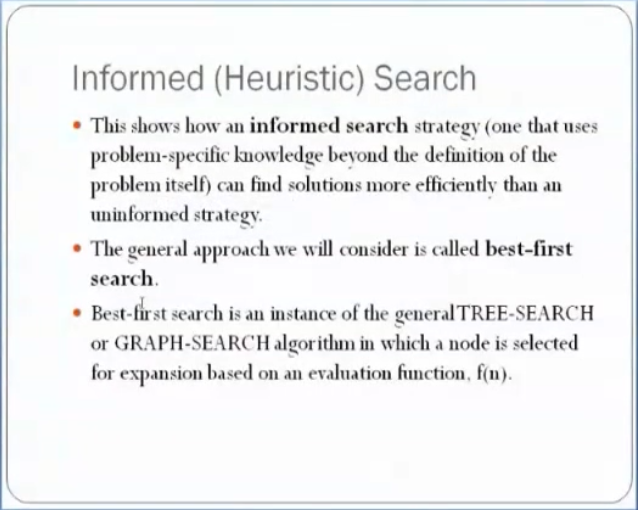 Informed (Heuristic) Search
• This shows how an informed search strategy (one that uses
problem-specific knowledge beyond the definition of the
problem itself) can find solutions more efficiently than an
uninformed strategy.
• The general approach we will consider is called best-first
search.
• Best-first search is an instance of the general TREE-SEARCH
or GRAPH-SEARCH algorithm in which a node is selected
for expansion based on an evaluation function, f(n).